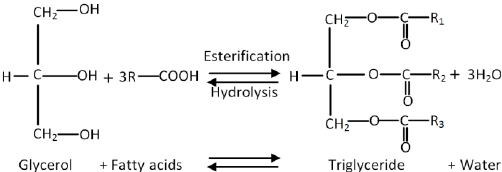 CH₂—OH
H—C—OH + 3R—COOH
CH₂—OH
Esterification
Hydrolysis
CH₂—O—C—R₁
O
H—C—O—C—R₂ + 3H₂O
O
CH₂—O—C—R₃
O
Glycerol + Fatty acids
Triglyceride + Water